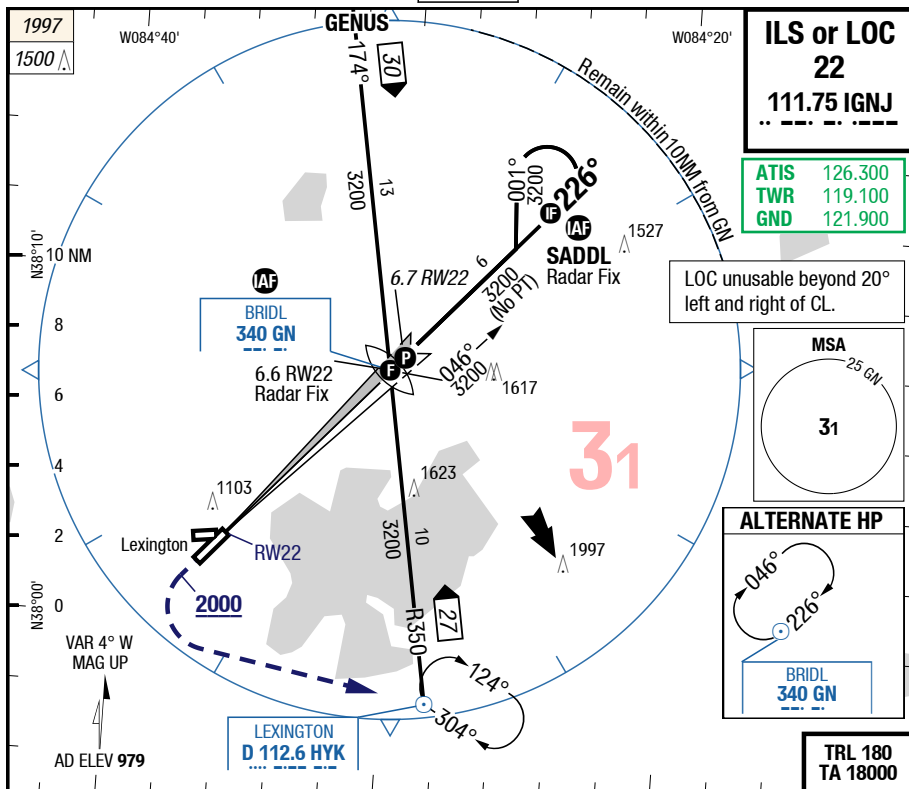 1997
1500
W084°40'
GENUS
W084°20'
ILS or LOC
22
111.75 IGNJ
174°
30
Remain within 10NM from GN
ATIS 126.300
TWR 119.100
GND 121.900
13
3200
001°
3200
226°
IF
IAF
SADDL
Radar Fix
1527
N38°10'
10 NM
6
3200
(No PT)
6.7 RW22
LOC unusable beyond 20°
left and right of CL.
IAF
BRIDL
340 GN
8
P
F
046°
3200
6.6 RW22
Radar Fix
6
1617
MSA
25 GN
31
31
4
1103
1623
10
3200
2
Lexington
RW22
1997
ALTERNATE HP
046°
226°
BRIDL
340 GN
N38°00'
0
2000
R350
27
VAR 4° W
MAG UP
124°
304°
LEXINGTON
D 112.6 HYK
AD ELEV 979
TRL 180
TA 18000